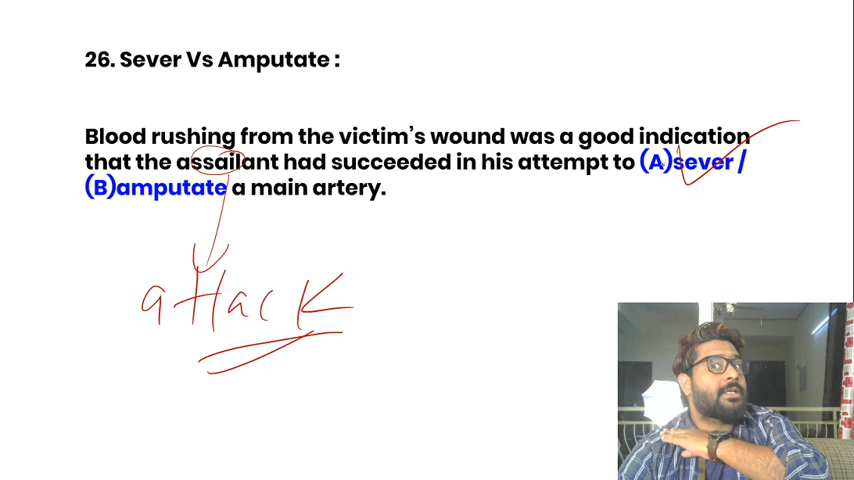 26. Sever Vs Amputate :
Blood rushing from the victim's wound was a good indication
that the assailant had succeeded in his attempt to (A)sever /
(B)amputate a main artery.
attack